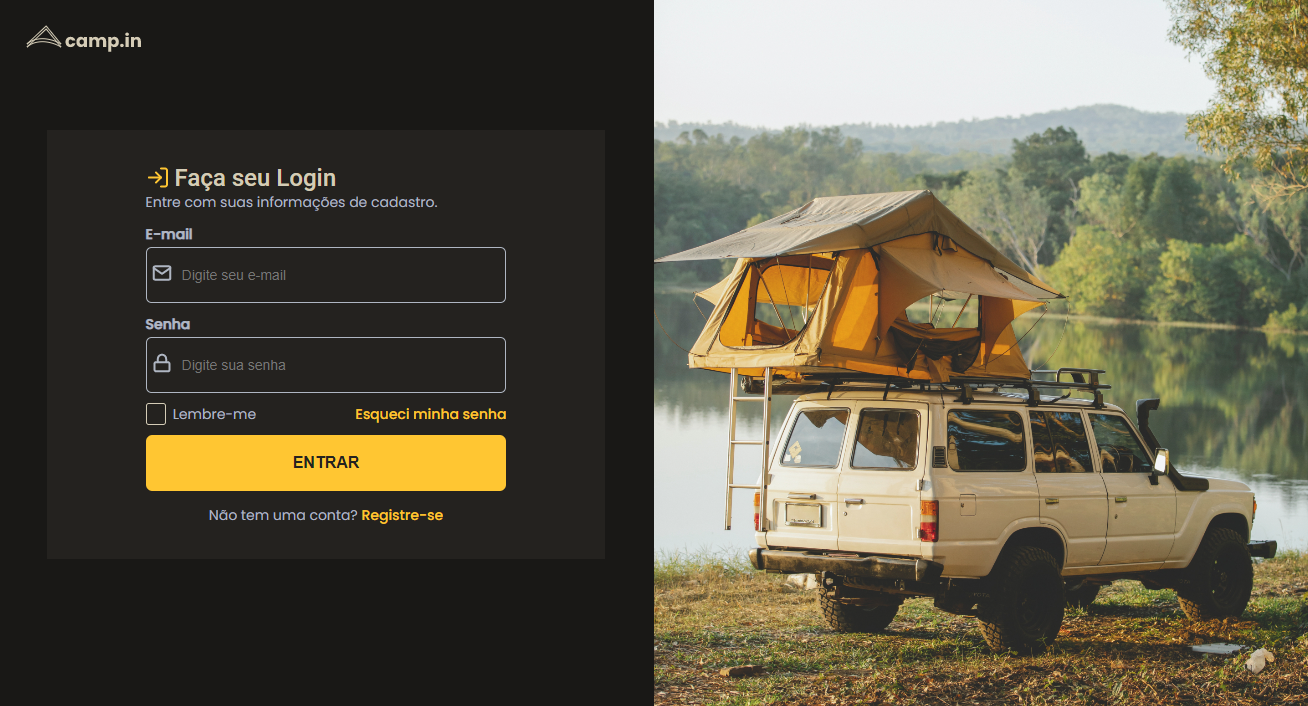 camp.in
Faça seu Login
Entre com suas informações de cadastro.
E-mail
Digite seu e-mail
Senha
Digite sua senha
Lembre-me Esqueci minha senha
ENTRAR
Não tem uma conta? Registre-se